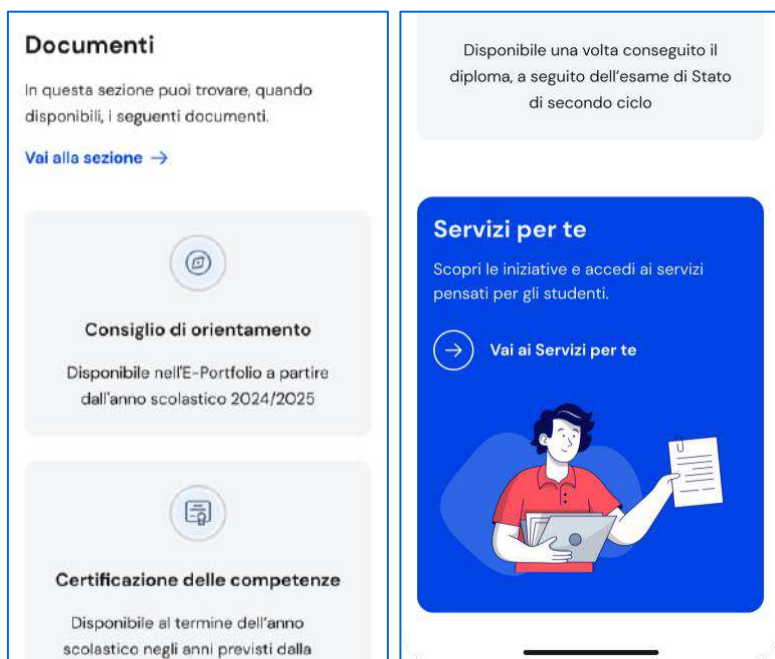 Documenti
In questa sezione puoi trovare, quando
disponibili, i seguenti documenti.
Vai alla sezione →
Consiglio di orientamento
Disponibile nell'E-Portfolio a partire
dall'anno scolastico 2024/2025
Certificazione delle competenze
Disponibile al termine dell'anno
scolastico negli anni previsti dalla
Disponibile una volta conseguito il
diploma, a seguito dell'esame di Stato
di secondo ciclo
Servizi per te
Scopri le iniziative e accedi ai servizi
pensati per gli studenti.
Vai ai Servizi per te